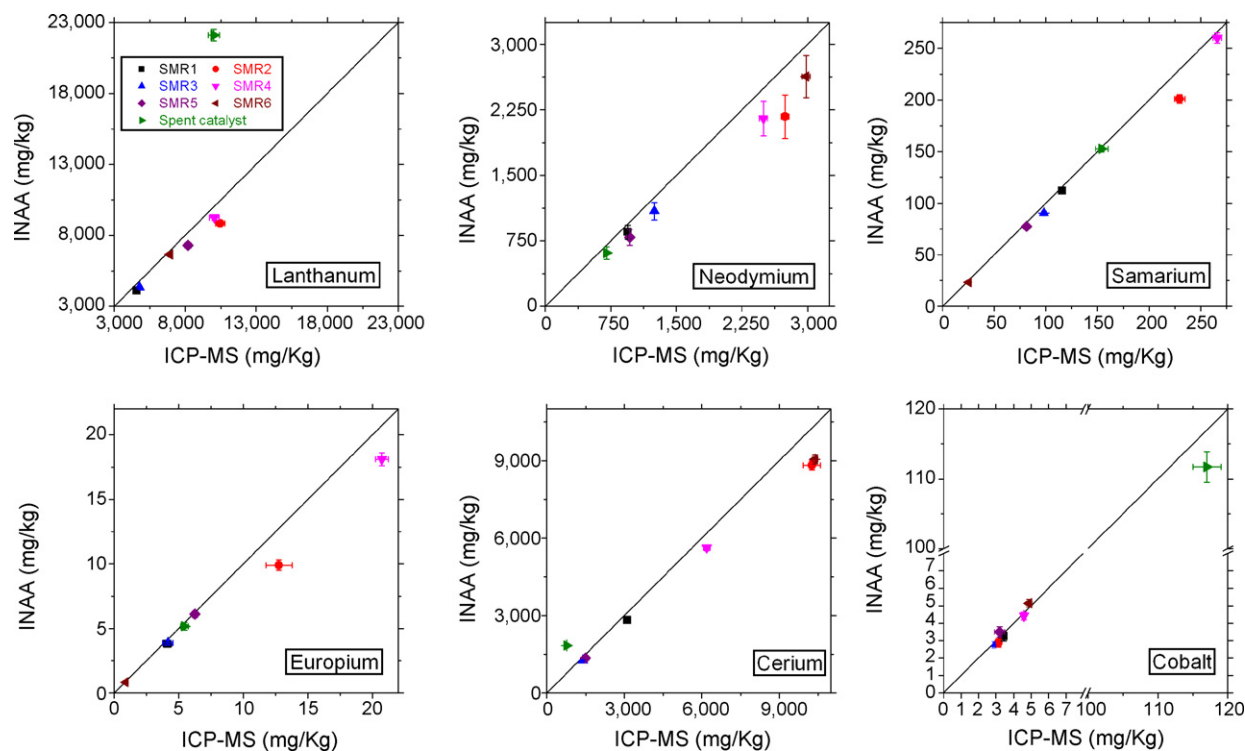 23,000
18,000
13,000
8,000
3,000
INAA (mg/kg)
SMR1 SMR2
SMR3 SMR4
SMR5 SMR6
Spent catalyst
Lanthanum
3,000 8,000 13,000 18,000 23,000
ICP-MS (mg/Kg)
3,000
2,250
1,500
750
0
INAA (mg/kg)
Neodymium
0 750 1,500 2,250 3,000
ICP-MS (mg/Kg)
250
200
150
100
50
25
0
INAA (mg/kg)
Samarium
0 50 100 150 200 250
ICP-MS (mg/Kg)
20
15
10
5
0
INAA (mg/kg)
Europium
0 5 10 15 20
ICP-MS (mg/Kg)
9,000
6,000
3,000
0
INAA (mg/kg)
Cerium
0 3,000 6,000 9,000
ICP-MS (mg/Kg)
120
110
100
8
7
6
5
4
3
2
1
0
INAA (mg/kg)
Cobalt
0 1 2 3 4 5 6 7 100 110 120
ICP-MS (mg/Kg)